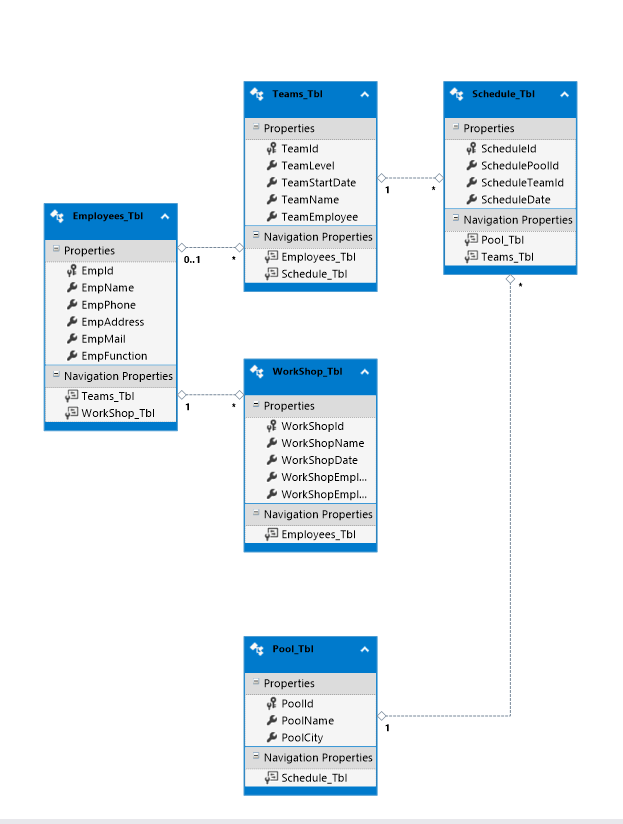 Teams_Tbl
Properties
TeamId
TeamLevel
TeamStartDate
TeamName
TeamEmployee
Navigation Properties
Employees_Tbl
Schedule_Tbl
1
*
Schedule_Tbl
Properties
ScheduleId
SchedulePoolId
ScheduleTeamId
ScheduleDate
Navigation Properties
Pool_Tbl
Teams_Tbl
*
Employees_Tbl
Properties
EmpId
EmpName
EmpPhone
EmpAddress
EmpMail
EmpFunction
Navigation Properties
Teams_Tbl
WorkShop_Tbl
0..1
*
1
*
WorkShop_Tbl
Properties
WorkShopId
WorkShopName
WorkShopDate
WorkShopEmpl...
WorkShopEmpl...
Navigation Properties
Employees_Tbl
Pool_Tbl
Properties
PoolId
PoolName
PoolCity
Navigation Properties
Schedule_Tbl
1